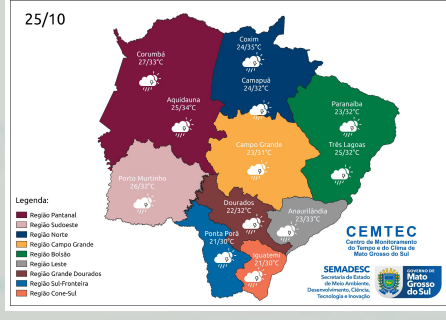 25/10
Corumbá
27/33°C
Coxim
24/35°C
Camapuã
24/32°C
Aquidauna
25/34°C
Paranaíba
23/32°C
Três Lagoas
25/32°C
Campo Grande
23/31°C
Porto Murtinho
28/32°C
Dourados
22/32°C
Anaurilândia
23/33°C
Ponta Porã
21/30°C
Iguatemi
21/30°C
Legenda:
Região Pantanal
Região Sudoeste
Região Norte
Região Campo Grande
Região Bolsão
Região Leste
Região Grande Dourados
Região Sul-Fronteira
Região Cone-Sul
CEMTEC
Centro de Monitoramento
do Tempo e do Clima de
Mato Grosso do Sul
SEMADESC
Secretaria de Estado
de Meio Ambiente,
Desenvolvimento, Ciência,
Tecnologia e Inovação
GOVERNO DE
Mato
Grosso
do Sul